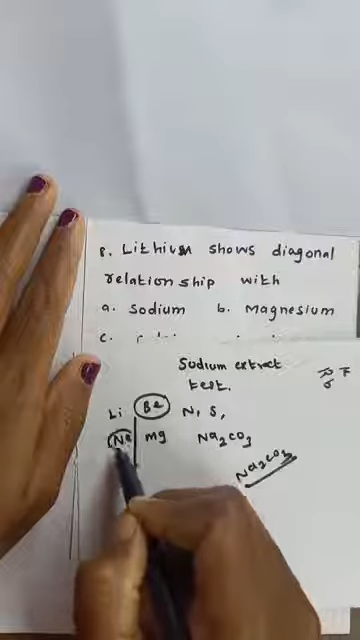 8. Lithium shows diagonal
relationship with
a. sodium b. Magnesium
c.
Sodium extract
test.
Li Be N, S,
Na Mg Na2CO3
Na2CO3